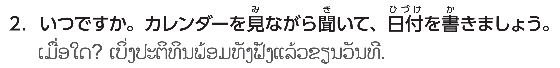 2. いつですか。カレンダーを見ながら聞いて、日付を書きましょう。
ເມື່ອໃດ? ເບິ່ງປະຕິທິນພ້ອມທັງຟັງແລ້ວຂຽນວັນທີ.